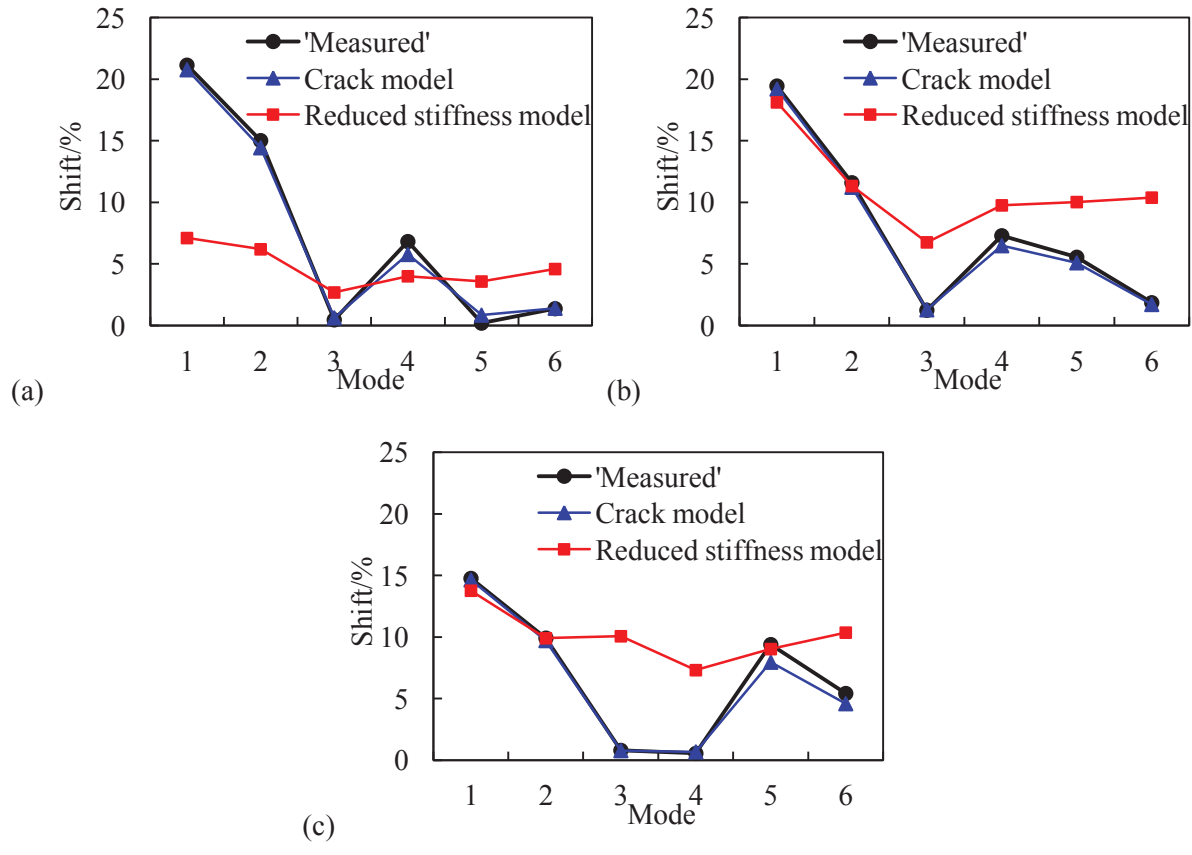 25
20
15
10
5
0
Shift/%
'Measured'
Crack model
Reduced stiffness model
1 2 3 4 5 6
Mode
(a)
25
20
15
10
5
0
Shift/%
'Measured'
Crack model
Reduced stiffness model
1 2 3 4 5 6
Mode
(b)
25
20
15
10
5
0
Shift/%
'Measured'
Crack model
Reduced stiffness model
1 2 3 4 5 6
Mode
(c)